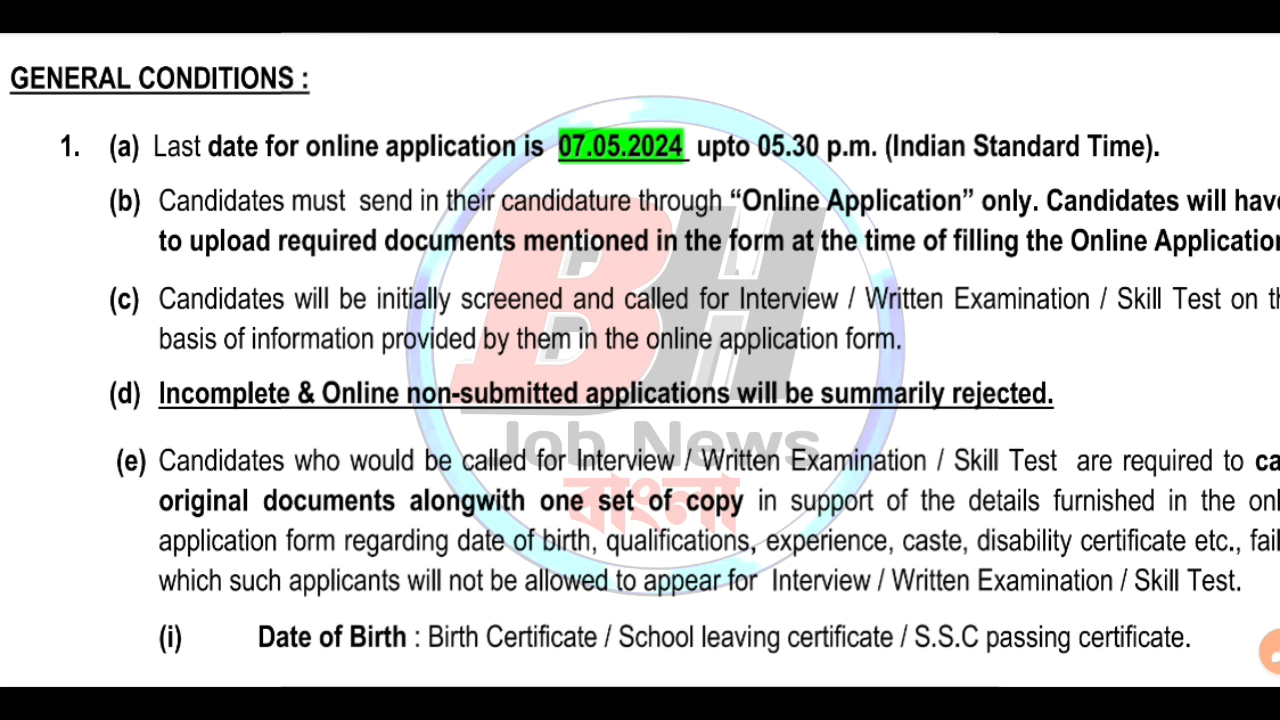 GENERAL CONDITIONS :
1. (a) Last date for online application is 07.05.2024 upto 05.30 p.m. (Indian Standard Time).
(b) Candidates must send in their candidature through “Online Application” only. Candidates will have
to upload required documents mentioned in the form at the time of filling the Online Application
(c) Candidates will be initially screened and called for Interview / Written Examination / Skill Test on
basis of information provided by them in the online application form.
(d) Incomplete & Online non-submitted applications will be summarily rejected.
BH
Job News
বাংলা
(e) Candidates who would be called for Interview / Written Examination / Skill Test are required to
original documents alongwith one set of copy in support of the details furnished in the
application form regarding date of birth, qualifications, experience, caste, disability certificate etc.,
which such applicants will not be allowed to appear for Interview / Written Examination / Skill Test.
(i) Date of Birth : Birth Certificate / School leaving certificate / S.S.C passing certificate.